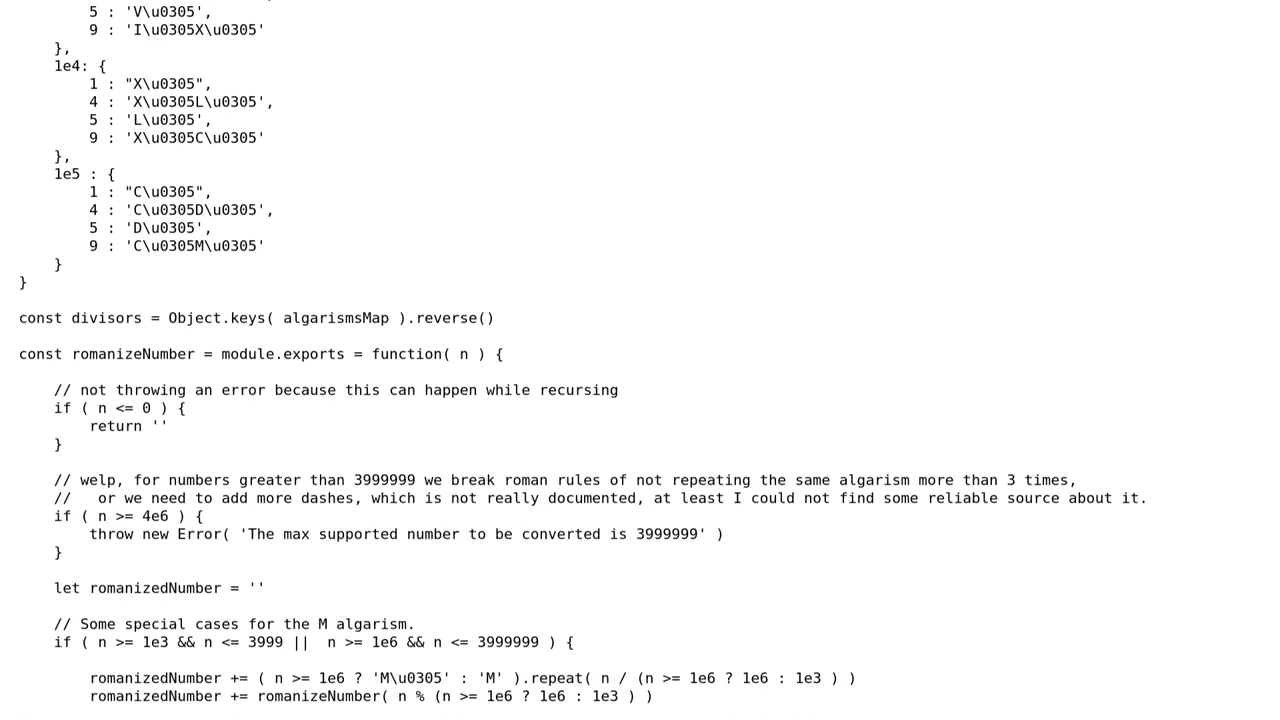 5 : 'V\u0305',
9 : 'I\u0305X\u0305'
},
1e4: {
1 : "X\u0305",
4 : 'X\u0305L\u0305',
5 : 'L\u0305',
9 : 'X\u0305C\u0305'
},
1e5 : {
1 : "C\u0305",
4 : 'C\u0305D\u0305',
5 : 'D\u0305',
9 : 'C\u0305M\u0305'
}
}
const divisors = Object.keys( algarismsMap ).reverse()
const romanizeNumber = module.exports = function( n ) {
// not throwing an error because this can happen while recursing
if ( n <= 0 ) {
return ''
}
// welp, for numbers greater than 3999999 we break roman rules of not repeating the same algarism more than 3 times,
//   or we need to add more dashes, which is not really documented, at least I could not find some reliable source about it.
if ( n >= 4e6 ) {
throw new Error( 'The max supported number to be converted is 3999999' )
}
let romanizedNumber = ''
// Some special cases for the M algarism.
if ( n >= 1e3 && n <= 3999 ||  n >= 1e6 && n <= 3999999 ) {
romanizedNumber += ( n >= 1e6 ? 'M\u0305' : 'M' ).repeat( n / (n >= 1e6 ? 1e6 : 1e3 ) )
romanizedNumber += romanizeNumber( n % (n >= 1e6 ? 1e6 : 1e3 ) )